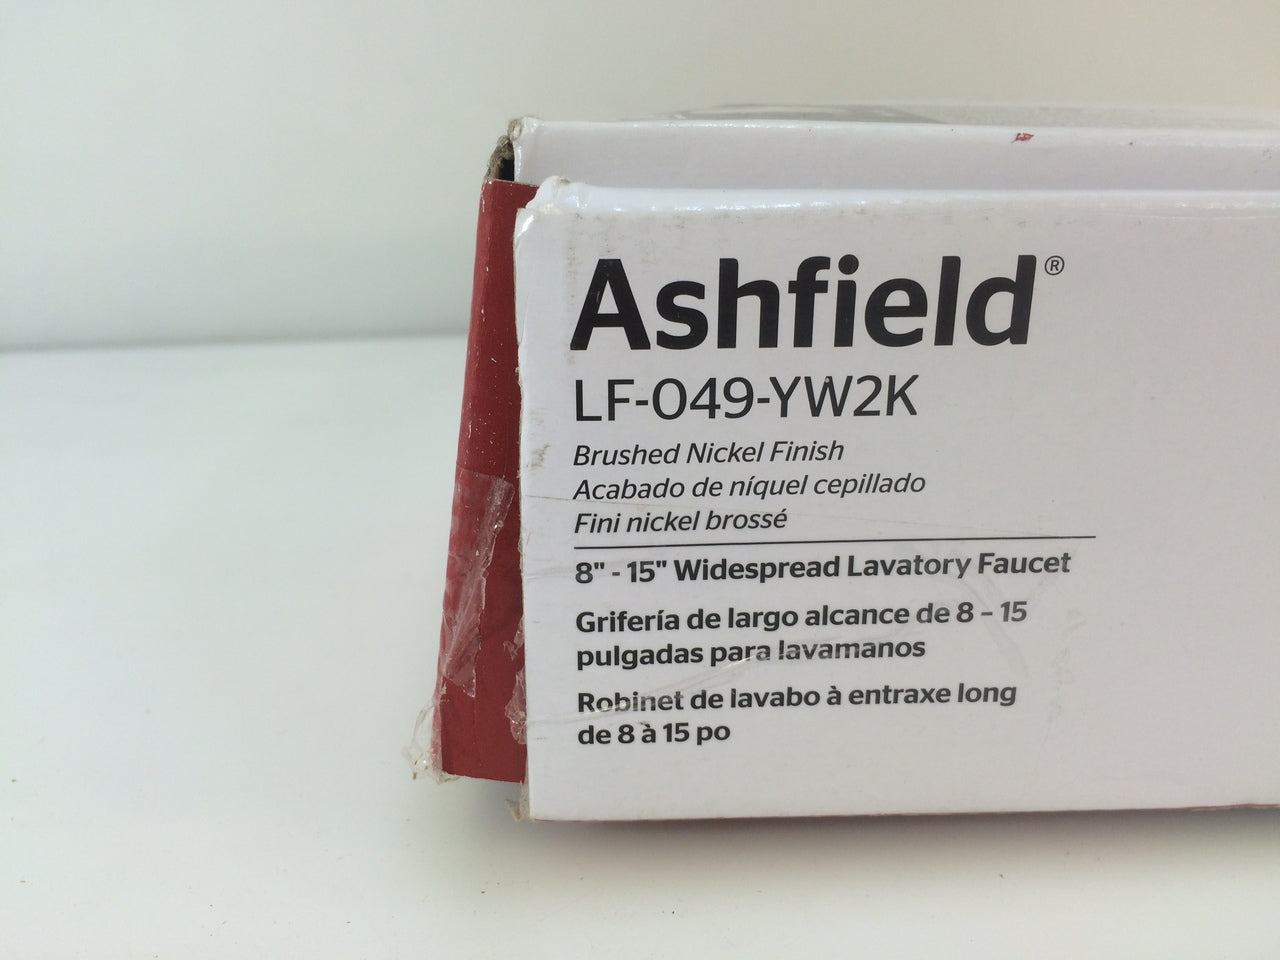 Ashfield®
LF-049-YW2K
Brushed Nickel Finish
Acabado de níquel cepillado
Fini nickel brossé
8" - 15" Widespread Lavatory Faucet
Grifería de largo alcance de 8 – 15
pulgadas para lavamanos
Robinet de lavabo à entraxe long
de 8 à 15 po